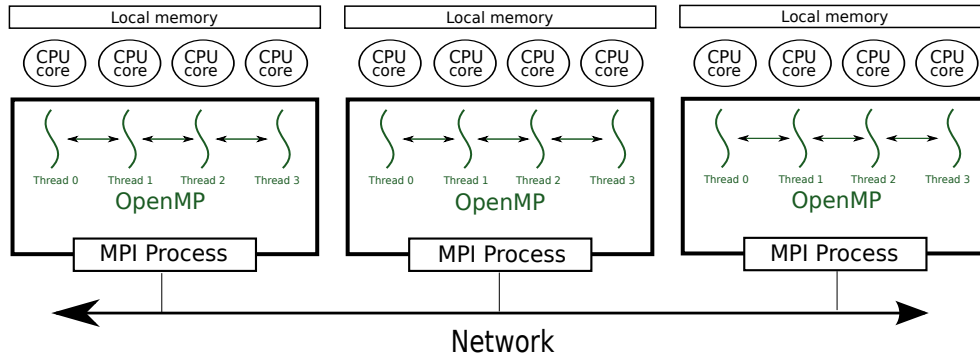 Local memory
Local memory
Local memory
CPU core
CPU core
CPU core
CPU core
CPU core
CPU core
CPU core
CPU core
CPU core
CPU core
CPU core
CPU core
Thread 0
Thread 1
Thread 2
Thread 3
Thread 0
Thread 1
Thread 2
Thread 3
Thread 0
Thread 1
Thread 2
Thread 3
OpenMP
OpenMP
OpenMP
MPI Process
MPI Process
MPI Process
Network